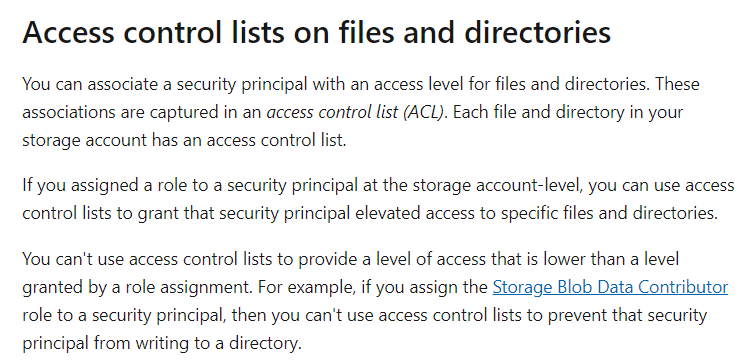 Access control lists on files and directories
You can associate a security principal with an access level for files and directories. These
associations are captured in an access control list (ACL). Each file and directory in your
storage account has an access control list.
If you assigned a role to a security principal at the storage account-level, you can use access
control lists to grant that security principal elevated access to specific files and directories.
You can't use access control lists to provide a level of access that is lower than a level
granted by a role assignment. For example, if you assign the Storage Blob Data Contributor
role to a security principal, then you can't use access control lists to prevent that security
principal from writing to a directory.